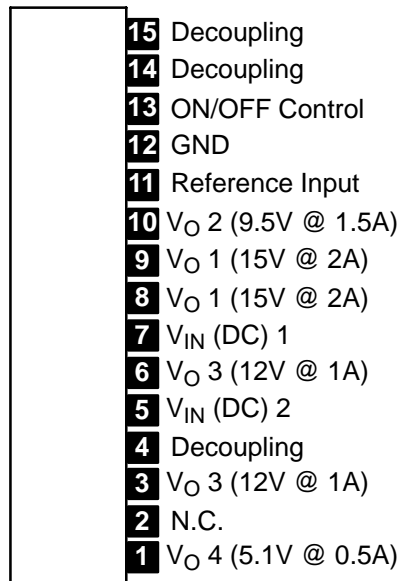 15 Decoupling
14 Decoupling
13 ON/OFF Control
12 GND
11 Reference Input
10 VO 2 (9.5V @ 1.5A)
9 VO 1 (15V @ 2A)
8 VO 1 (15V @ 2A)
7 VIN (DC) 1
6 VO 3 (12V @ 1A)
5 VIN (DC) 2
4 Decoupling
3 VO 3 (12V @ 1A)
2 N.C.
1 VO 4 (5.1V @ 0.5A)